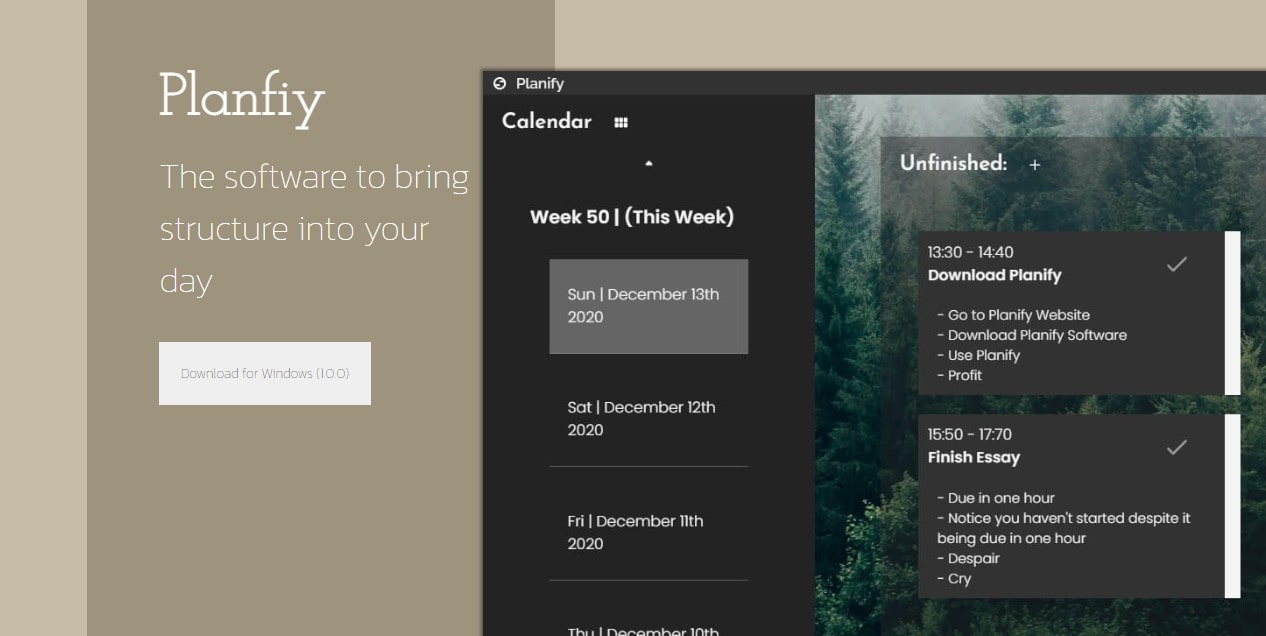 Planfiy
The software to bring
structure into your
day
Download for Windows (1.0.0)
Planify
Calendar
Week 50 | (This Week)
Sun | December 13th
2020
Sat | December 12th
2020
Fri | December 11th
2020
Thu | December 10th
Unfinished: +
13:30 - 14:40
Download Planify
- Go to Planify Website
- Download Planify Software
- Use Planify
- Profit
15:50 - 17:70
Finish Essay
- Due in one hour
- Notice you haven't started despite it
being due in one hour
- Despair
- Cry